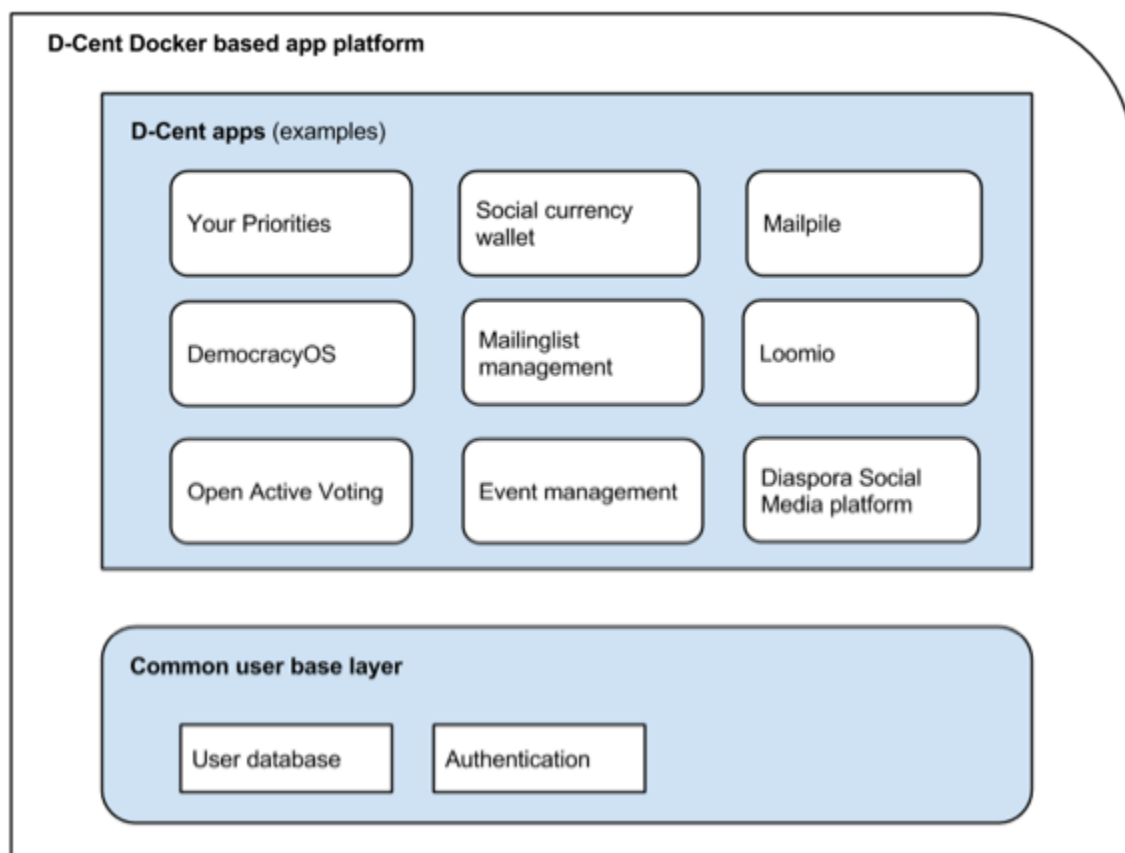 D-Cent Docker based app platform
D-Cent apps (examples)
Your Priorities
Social currency
wallet
Mailpile
DemocracyOS
Mailinglist
management
Loomio
Open Active Voting
Event management
Diaspora Social
Media platform
Common user base layer
User database
Authentication